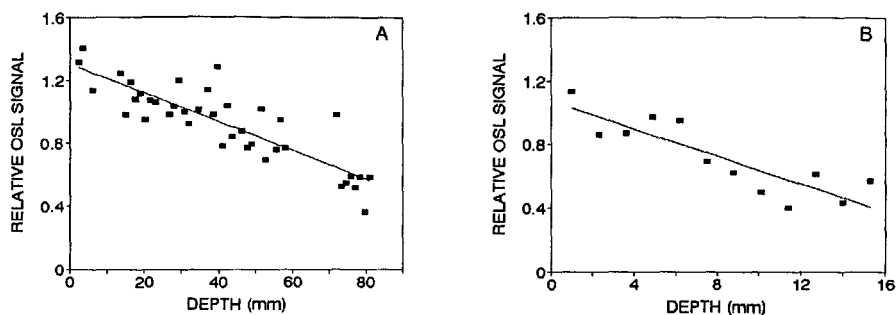 A
RELATIVE OSL SIGNAL
1.6
1.2
0.8
0.4
0
0 20 40 60 80
DEPTH (mm)
B
RELATIVE OSL SIGNAL
1.6
1.2
0.8
0.4
0
0 4 8 12 16
DEPTH (mm)